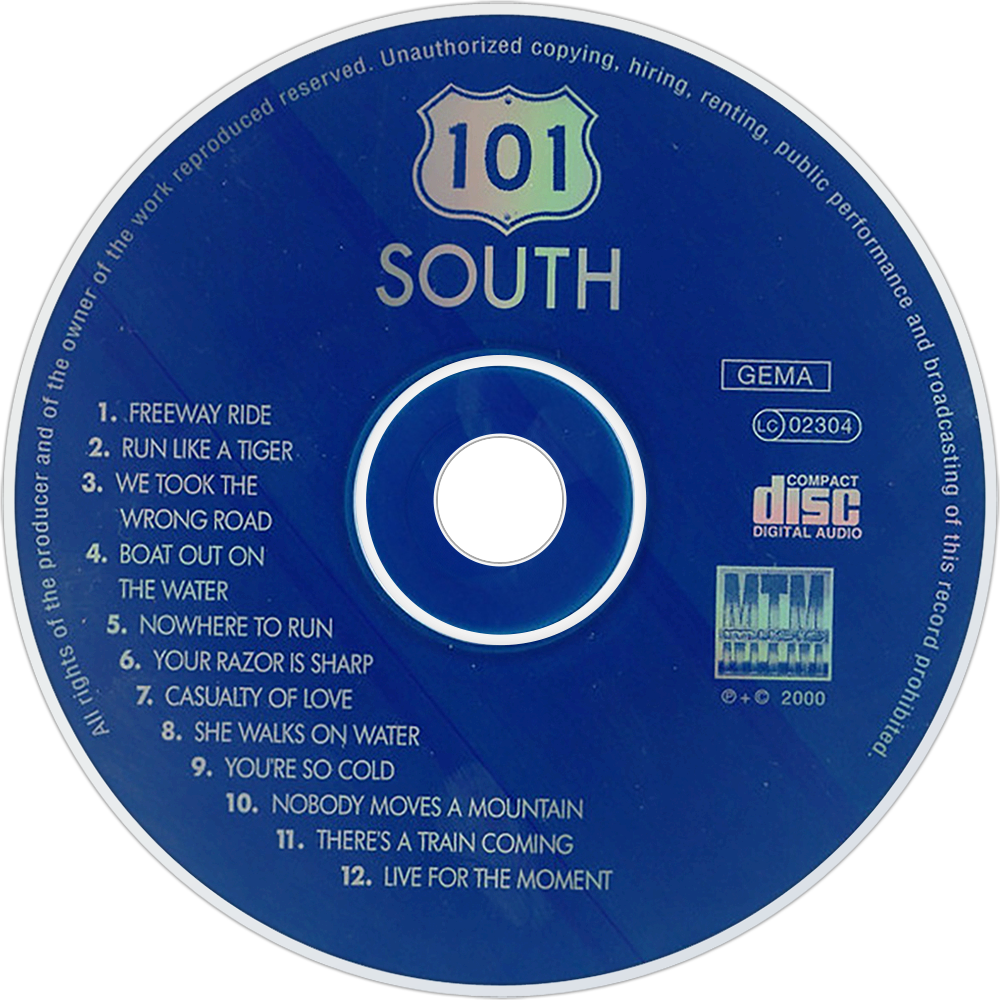 All rights of the producer and of the owner of the work reproduced reserved. Unauthorized copying, hiring, renting, public performance and broadcasting of this record prohibited.
101
SOUTH
GEMA
LC 02304
COMPACT
disc
DIGITAL AUDIO
MTM
MUSIC
℗ + © 2000
1. FREEWAY RIDE
2. RUN LIKE A TIGER
3. WE TOOK THE
WRONG ROAD
4. BOAT OUT ON
THE WATER
5. NOWHERE TO RUN
6. YOUR RAZOR IS SHARP
7. CASUALTY OF LOVE
8. SHE WALKS ON WATER
9. YOU'RE SO COLD
10. NOBODY MOVES A MOUNTAIN
11. THERE'S A TRAIN COMING
12. LIVE FOR THE MOMENT